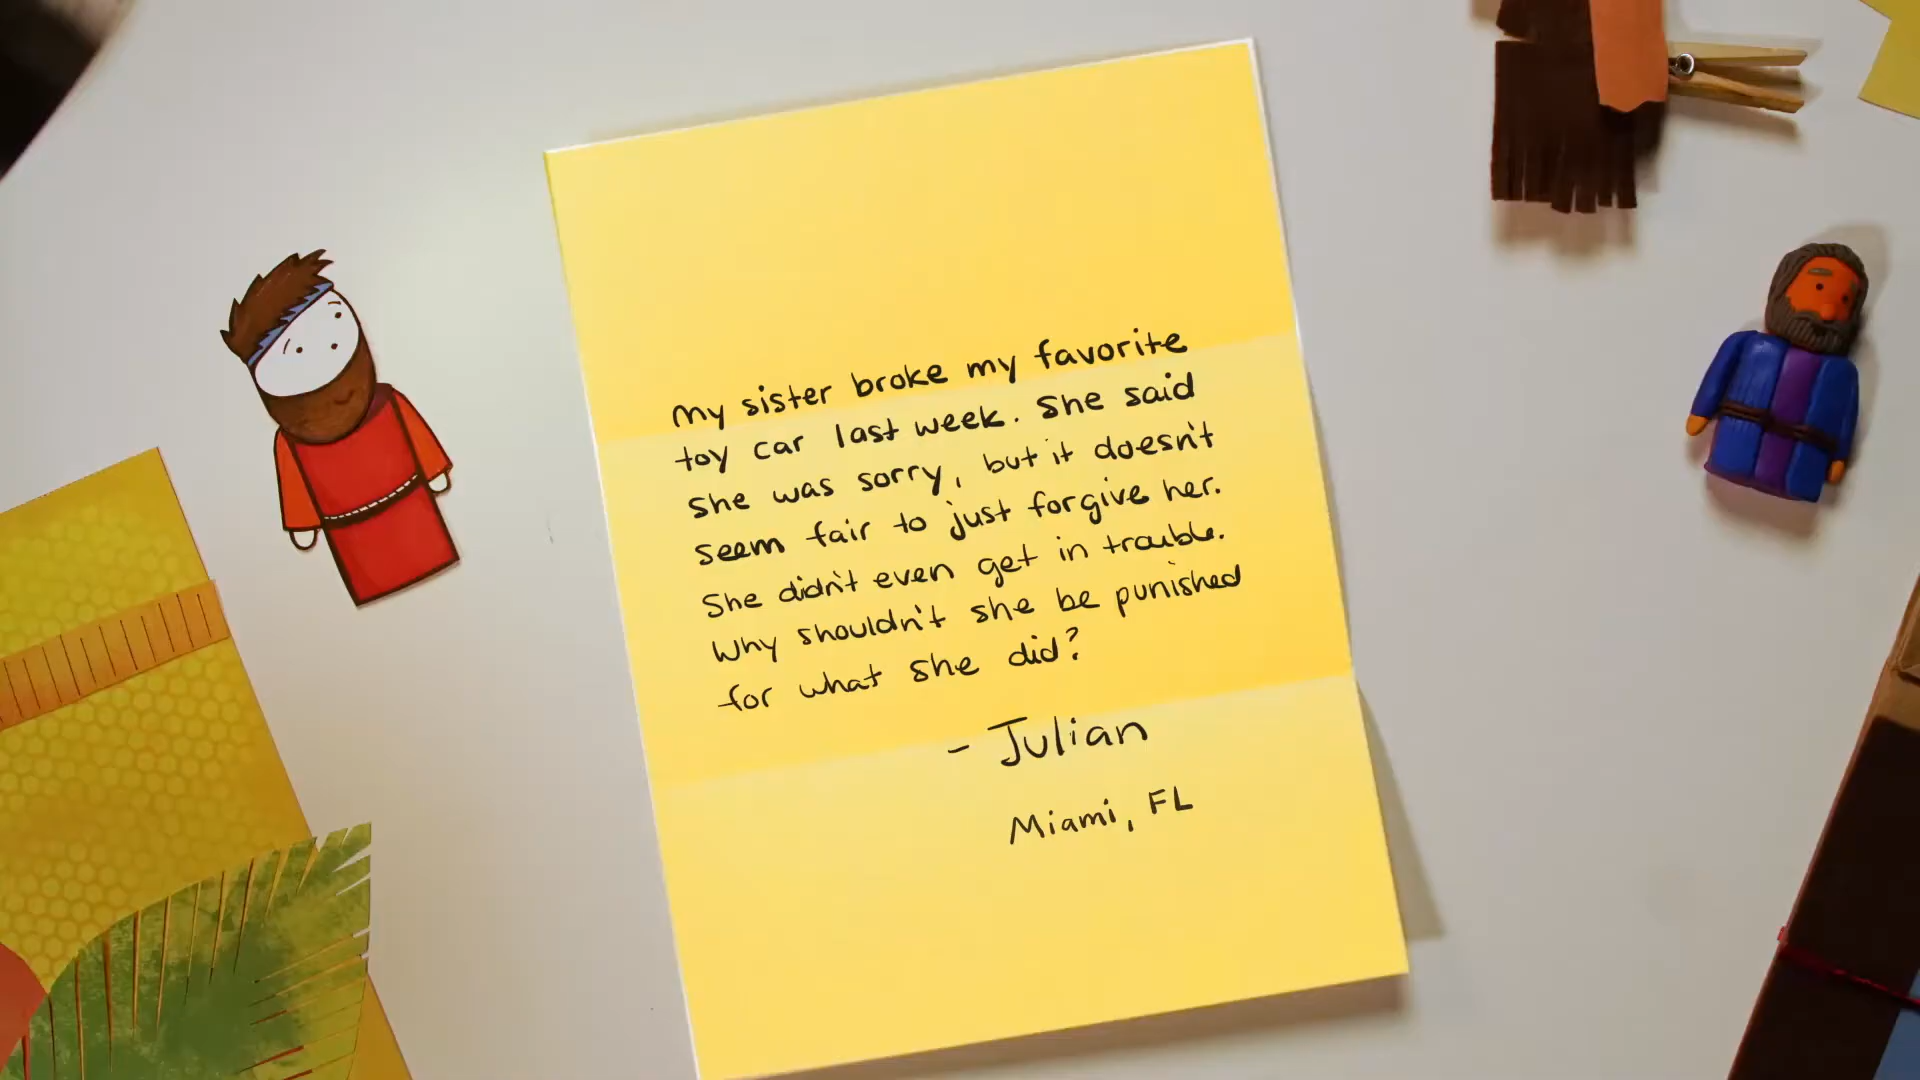 My sister broke my favorite
toy car last week. She said
she was sorry, but it doesn't
seem fair to just forgive her.
She didn't even get in trouble.
Why shouldn't she be punished
for what she did?
- Julian
Miami, FL